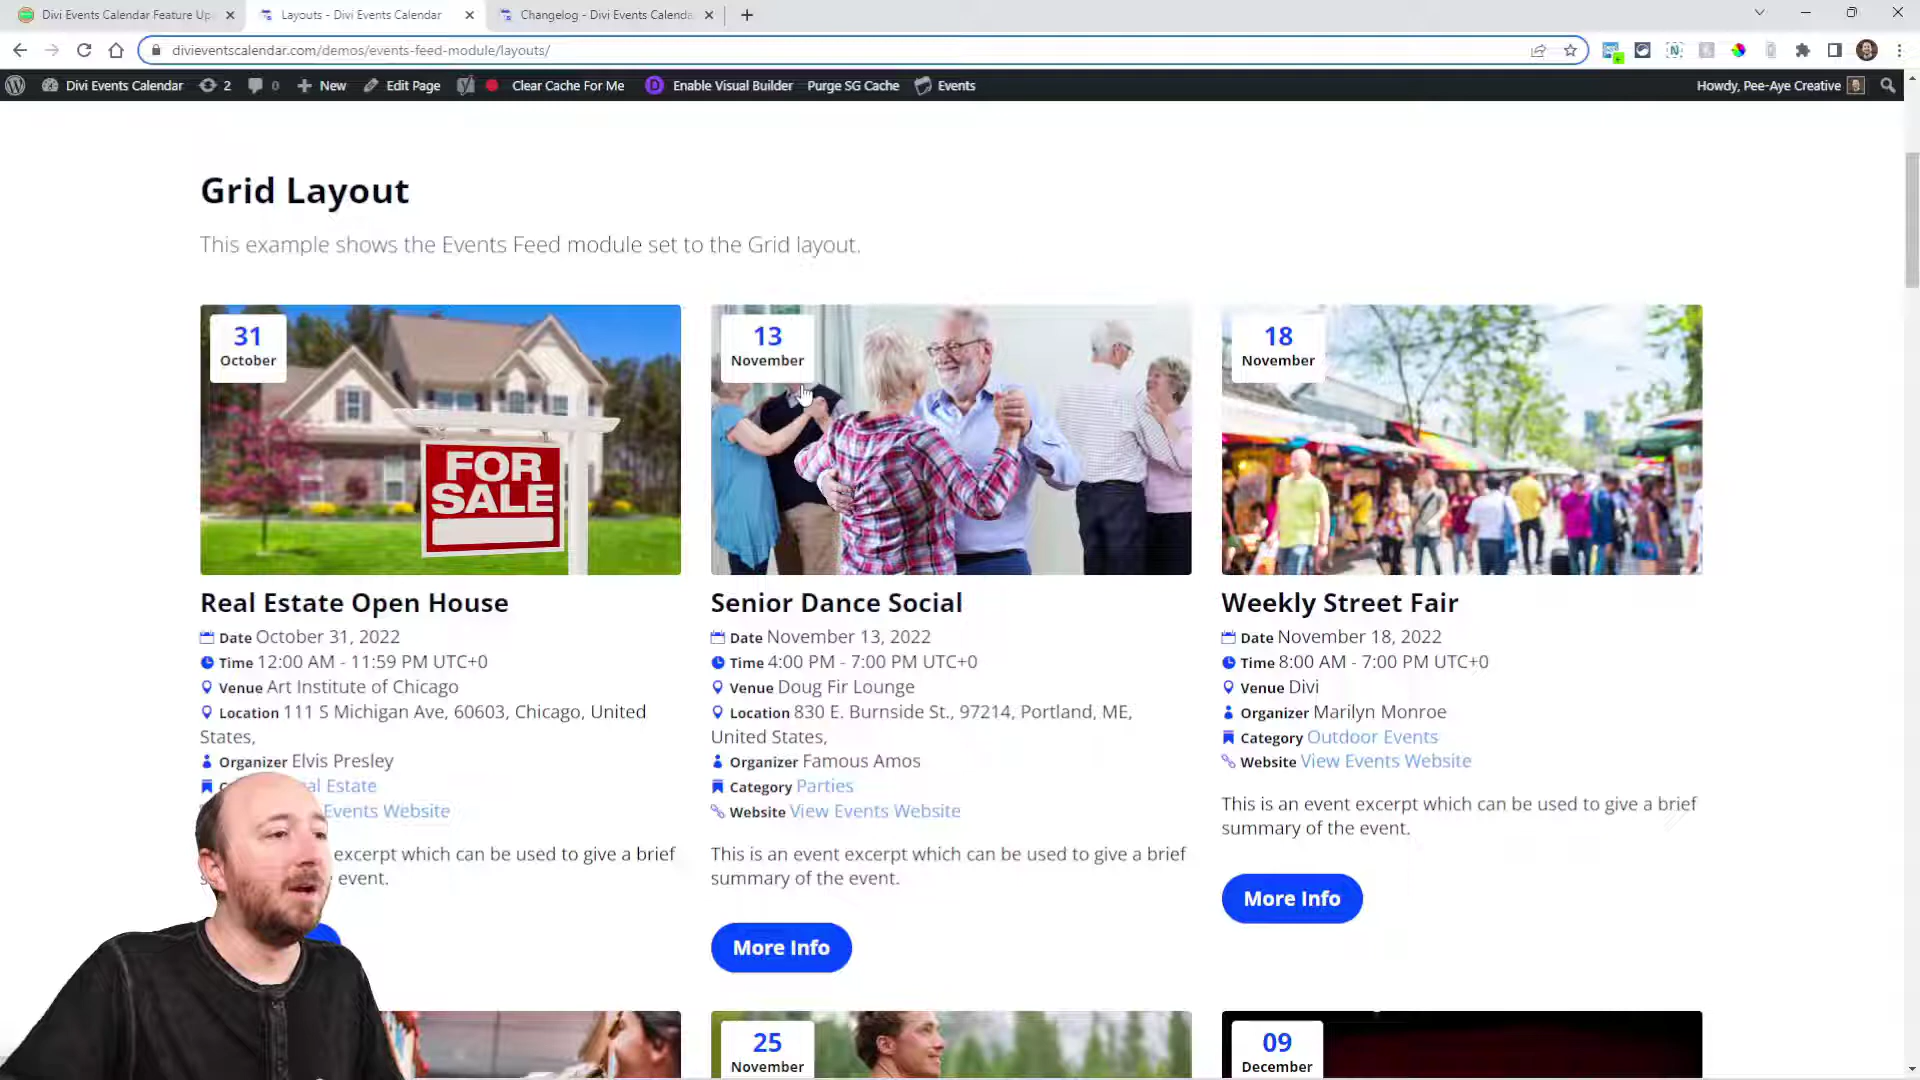 Divi Events Calendar Feature Up
Layouts - Divi Events Calendar
Changelog - Divi Events Calenda
divieventscalendar.com/demos/events-feed-module/layouts/
Divi Events Calendar 2 0 New Edit Page Clear Cache For Me Enable Visual Builder Purge SG Cache Events Howdy, Pee-Aye Creative
Grid Layout
This example shows the Events Feed module set to the Grid layout.
31
October
FOR
SALE
Real Estate Open House
Date October 31, 2022
Time 12:00 AM - 11:59 PM UTC+0
Venue Art Institute of Chicago
Location 111 S Michigan Ave, 60603, Chicago, United
States,
Organizer Elvis Presley
al Estate
Events Website
excerpt which can be used to give a brief
event.
13
November
Senior Dance Social
Date November 13, 2022
Time 4:00 PM - 7:00 PM UTC+0
Venue Doug Fir Lounge
Location 830 E. Burnside St., 97214, Portland, ME,
United States,
Organizer Famous Amos
Category Parties
Website View Events Website
This is an event excerpt which can be used to give a brief
summary of the event.
More Info
18
November
Weekly Street Fair
Date November 18, 2022
Time 8:00 AM - 7:00 PM UTC+0
Venue Divi
Organizer Marilyn Monroe
Category Outdoor Events
Website View Events Website
This is an event excerpt which can be used to give a brief
summary of the event.
More Info
25
November
09
December